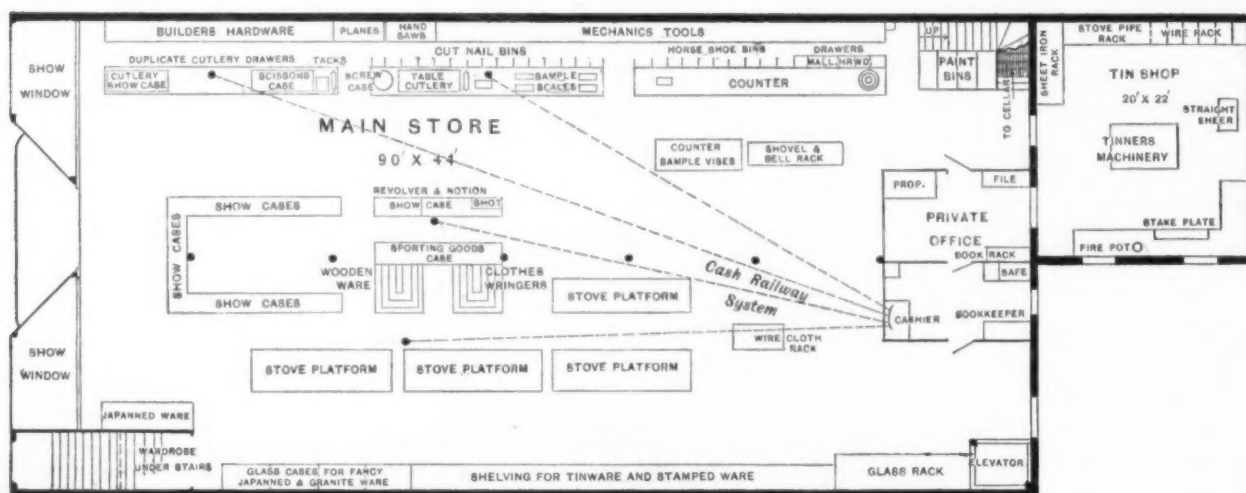 BUILDERS HARDWARE
PLANES
HAND
SAWS
MECHANICS TOOLS
UP
STOVE PIPE
RACK
WIRE RACK
SHOW
WINDOW
DUPLICATE CUTLERY DRAWERS
TACKS
CUT NAIL BINS
HORSE SHOE BINS
DRAWERS
MALL.HRWD.
CUTLERY
SHOW CASE
SCISSORS
CASE
SCREW
CASE
TABLE
CUTLERY
SAMPLE
SCALES
COUNTER
PAINT
BINS
TO CELLAR
SHEET IRON
RACK
TIN SHOP
20' X 22'
STRAIGHT
SHEER
TINNERS
MACHINERY
MAIN STORE
90' X 44'
COUNTER
SAMPLE VISES
SHOVEL &
BELL RACK
PROP.
FILE
PRIVATE
OFFICE
STAKE PLATE
FIRE POT
SHOW CASES
SHOW CASES
SHOW CASES
REVOLVER & NOTION
SHOW CASE
SHOT
SPORTING GOODS
CASE
WOODEN
WARE
CLOTHES
WRINGERS
BOOK RACK
SAFE
STOVE PLATFORM
Cash Railway
System
CASHIER
BOOKKEEPER
WIRE CLOTH
RACK
SHOW
WINDOW
STOVE PLATFORM
STOVE PLATFORM
STOVE PLATFORM
JAPANNED WARE
WARDROBE
UNDER STAIRS
GLASS CASES FOR FANCY
JAPANNED & GRANITE WARE
SHELVING FOR TINWARE AND STAMPED WARE
GLASS RACK
ELEVATOR